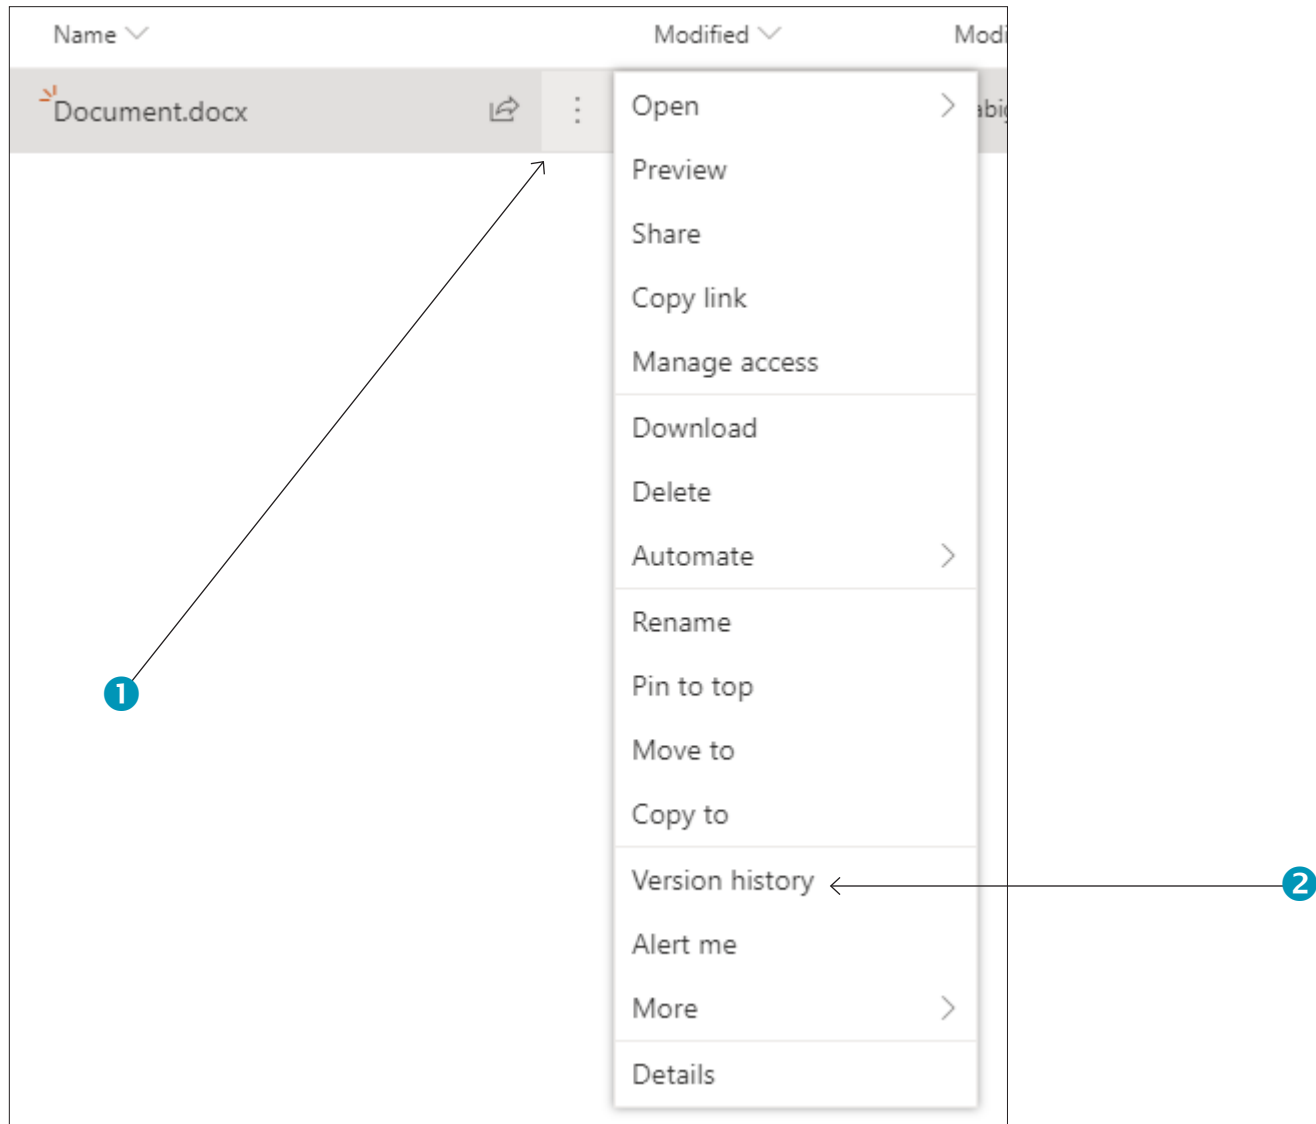 Name Modified Modi
Document.docx
Open
Preview
Share
Copy link
Manage access
Download
Delete
Automate
Rename
Pin to top
1
Move to
Copy to
Version history
2
Alert me
More
Details